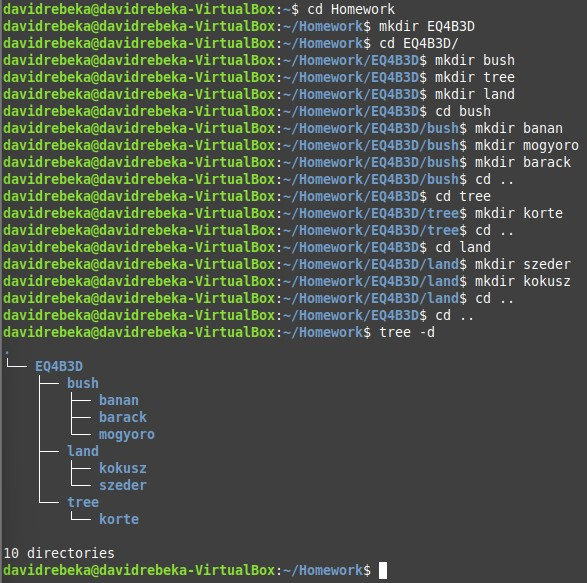 davidrebeka@davidrebeka-VirtualBox:~$ cd Homework
davidrebeka@davidrebeka-VirtualBox:~/Homework$ mkdir EQ4B3D
davidrebeka@davidrebeka-VirtualBox:~/Homework$ cd EQ4B3D/
davidrebeka@davidrebeka-VirtualBox:~/Homework/EQ4B3D$ mkdir bush
davidrebeka@davidrebeka-VirtualBox:~/Homework/EQ4B3D$ mkdir tree
davidrebeka@davidrebeka-VirtualBox:~/Homework/EQ4B3D$ mkdir land
davidrebeka@davidrebeka-VirtualBox:~/Homework/EQ4B3D$ cd bush
davidrebeka@davidrebeka-VirtualBox:~/Homework/EQ4B3D/bush$ mkdir banan
davidrebeka@davidrebeka-VirtualBox:~/Homework/EQ4B3D/bush$ mkdir mogyoro
davidrebeka@davidrebeka-VirtualBox:~/Homework/EQ4B3D/bush$ mkdir barack
davidrebeka@davidrebeka-VirtualBox:~/Homework/EQ4B3D/bush$ cd ..
davidrebeka@davidrebeka-VirtualBox:~/Homework/EQ4B3D$ cd tree
davidrebeka@davidrebeka-VirtualBox:~/Homework/EQ4B3D/tree$ mkdir korte
davidrebeka@davidrebeka-VirtualBox:~/Homework/EQ4B3D/tree$ cd ..
davidrebeka@davidrebeka-VirtualBox:~/Homework/EQ4B3D$ cd land
davidrebeka@davidrebeka-VirtualBox:~/Homework/EQ4B3D/land$ mkdir szeder
davidrebeka@davidrebeka-VirtualBox:~/Homework/EQ4B3D/land$ mkdir kokusz
davidrebeka@davidrebeka-VirtualBox:~/Homework/EQ4B3D/land$ cd ..
davidrebeka@davidrebeka-VirtualBox:~/Homework/EQ4B3D$ cd ..
davidrebeka@davidrebeka-VirtualBox:~/Homework$ tree -d
.
└── EQ4B3D
    ├── bush
    │   ├── banan
    │   ├── barack
    │   └── mogyoro
    ├── land
    │   ├── kokusz
    │   └── szeder
    └── tree
        └── korte
10 directories
davidrebeka@davidrebeka-VirtualBox:~/Homework$